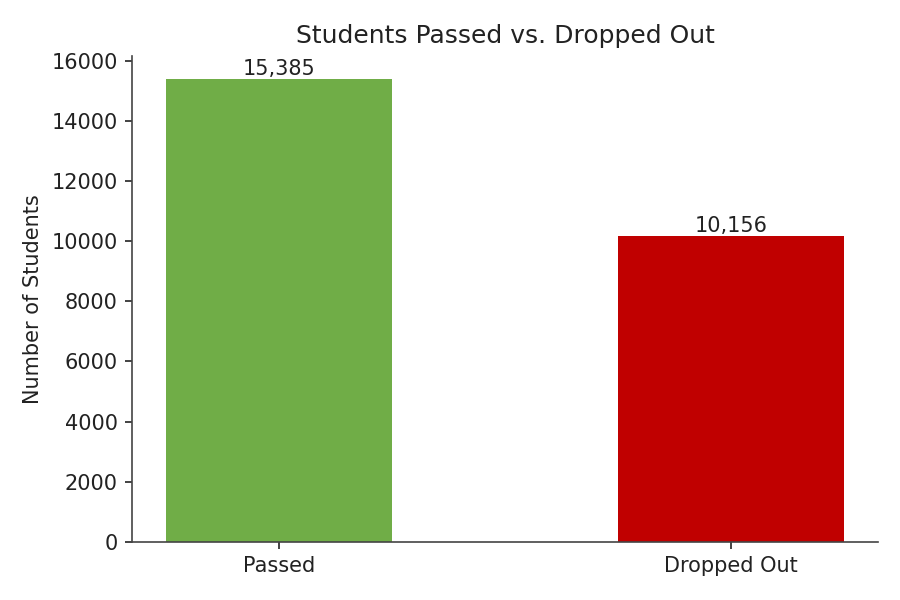 Students Passed vs. Dropped Out
Number of Students
16000
14000
12000
10000
8000
6000
4000
2000
0
15,385
10,156
Passed
Dropped Out